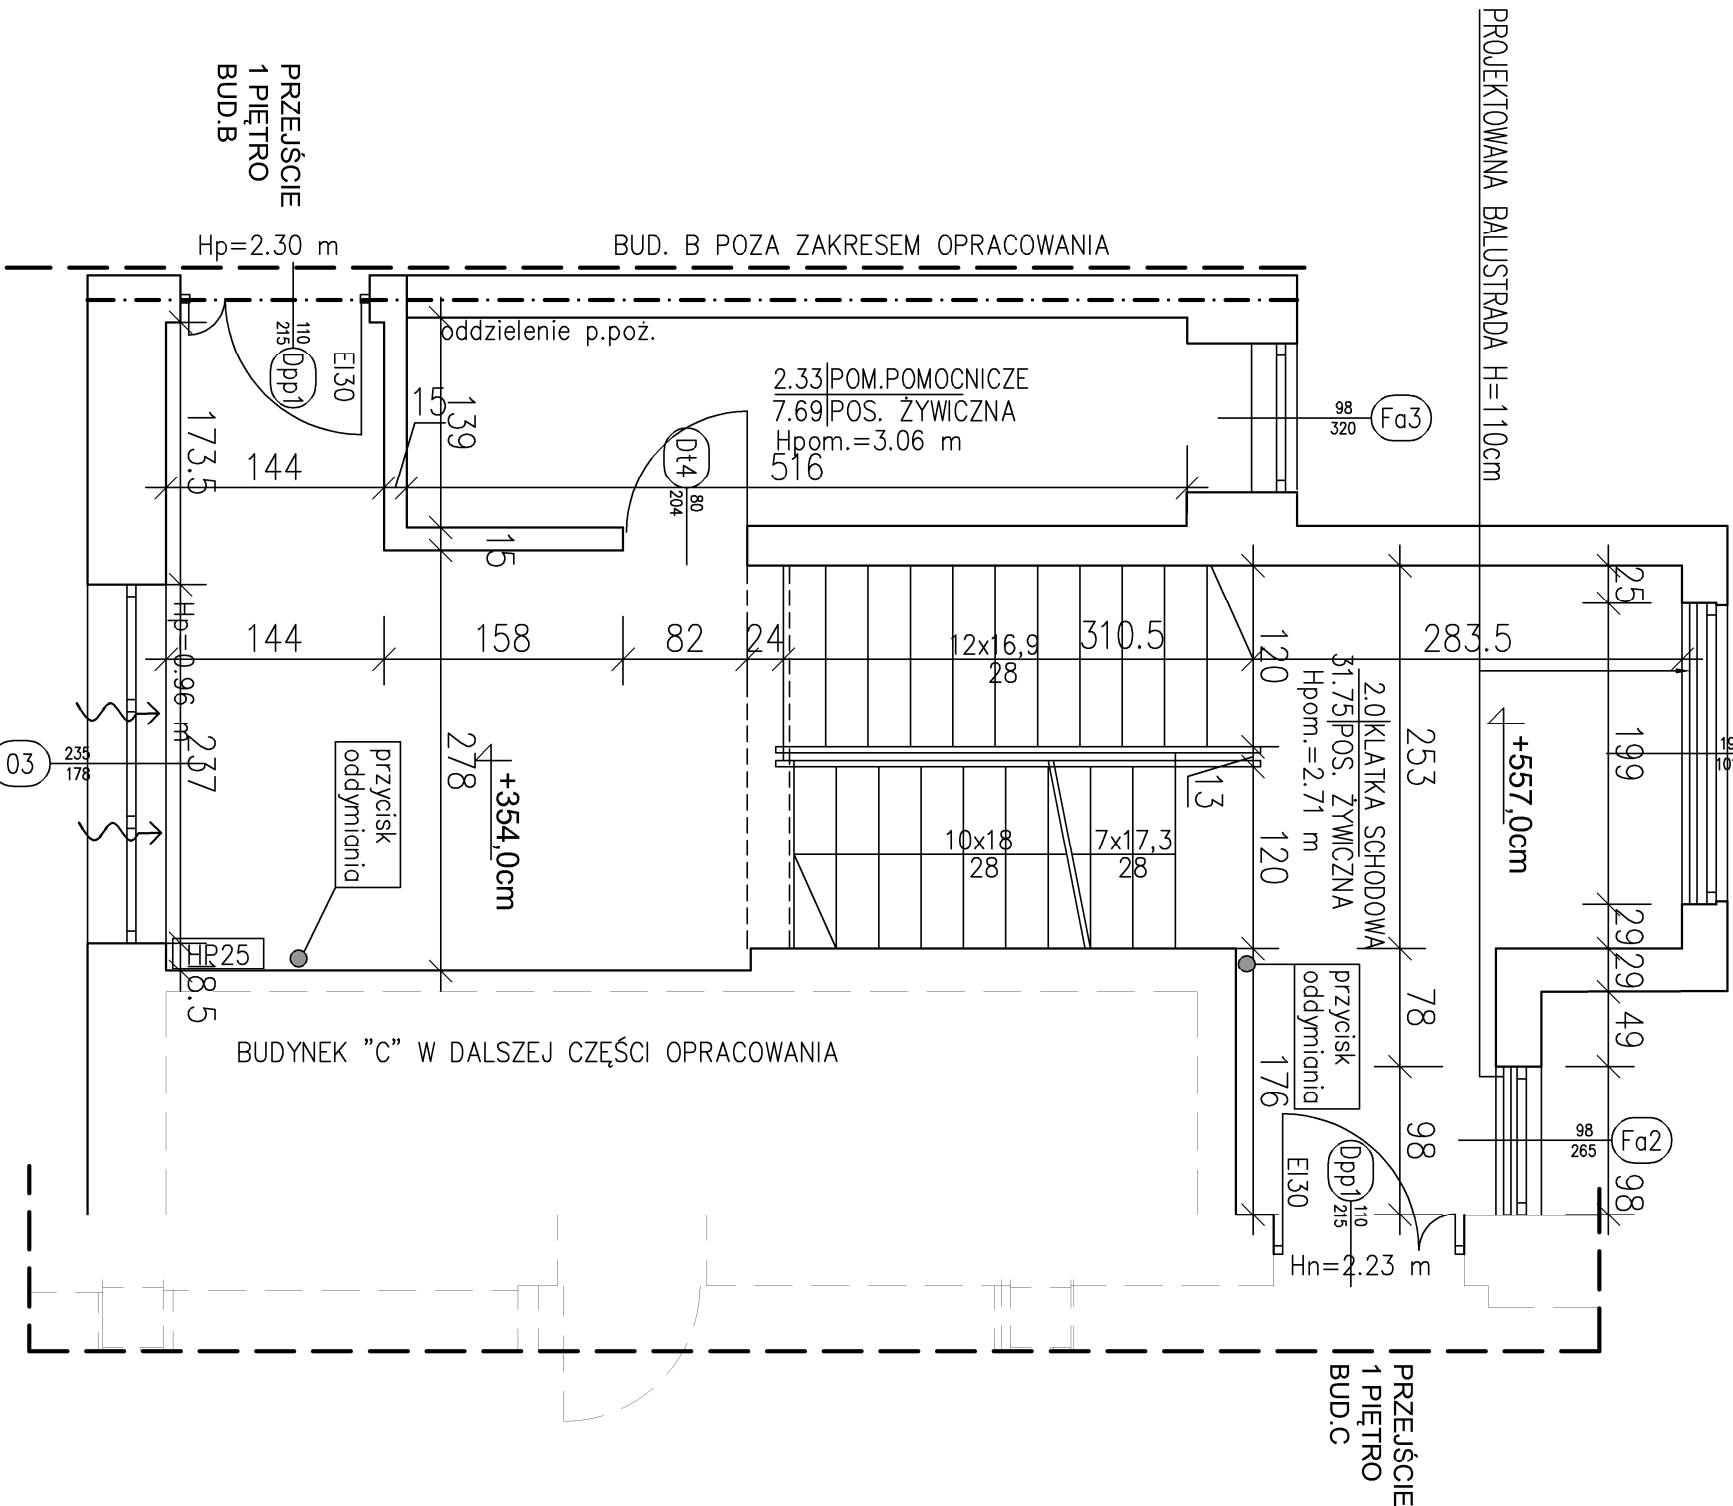 PROJEKTOWANA BALUSTRADA H=110cm
PRZEJŚCIE
1 PIĘTRO
BUD.B
Hp=2.30 m
BUD. B POZA ZAKRESEM OPRACOWANIA
oddzielenie p.poż.
110
215
Dpp1
EI30
2.33 POM.POMOCNICZE
7.69 POS. ŻYWICZNA
Hpom.=3.06 m
98
320
Fa3
173.5
144
15
139
516
Dt4
80
204
15
25
Hp=0.96 m
144
158
82
24
12x16,9
28
310.5
120
283.5
2.0 KLATKA SCHODOWA
31.75 POS. ŻYWICZNA
Hpom.=2.71 m
253
199
+557,0cm
03
235
178
237
przycisk
oddymiania
278
+354,0cm
13
10x18
28
7x17,3
28
120
29
29
HP25
18.5
przycisk
oddymiania
78
49
BUDYNEK "C" W DALSZEJ CZĘŚCI OPRACOWANIA
176
98
98
265
Fa2
98
EI30
Dpp1
110
215
Hn=2.23 m
PRZEJŚCIE
1 PIĘTRO
BUD.C